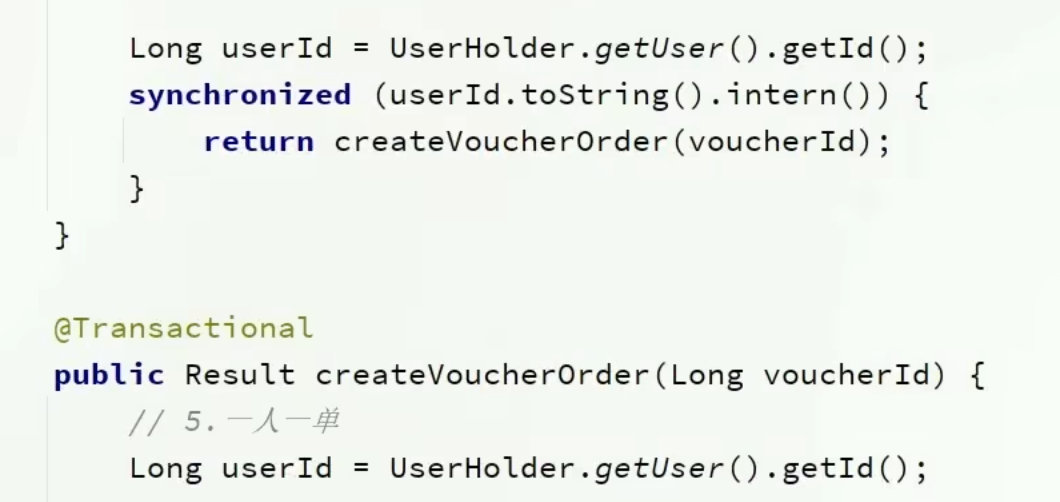 Long userId = UserHolder.getUser().getId();
synchronized (userId.toString().intern()) {
return createVoucherOrder(voucherId);
}
}
@Transactional
public Result createVoucherOrder(Long voucherId) {
// 5.一人一单
Long userId = UserHolder.getUser().getId();